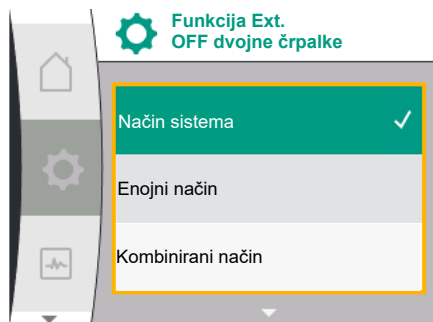 Funkcija Ext.
OFF dvojne črpalke
Način sistema
Enojni način
Kombinirani način